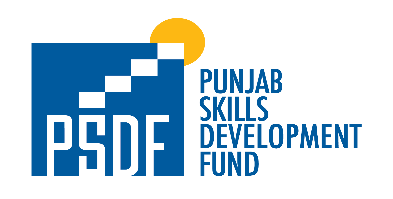 PSDF
PUNJAB
SKILLS
DEVELOPMENT
FUND